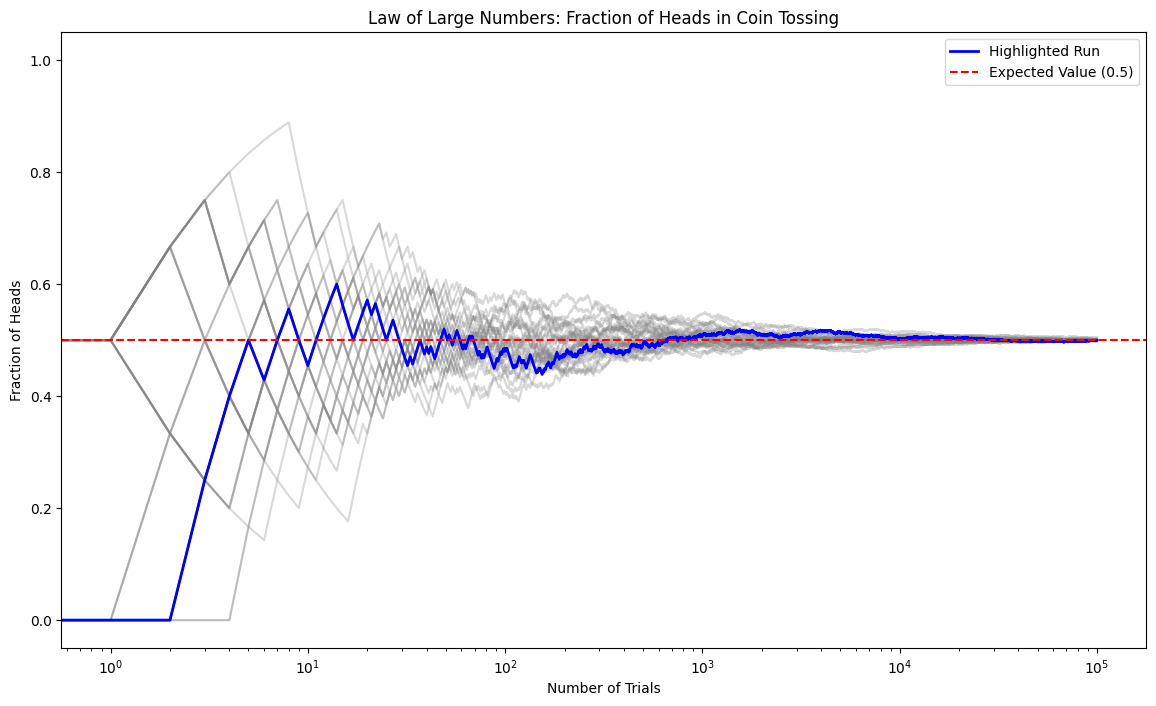 Law of Large Numbers: Fraction of Heads in Coin Tossing
Highlighted Run
Expected Value (0.5)
Fraction of Heads
1.0
0.8
0.6
0.4
0.2
0.0
10⁰
10¹
10²
10³
10⁴
10⁵
Number of Trials